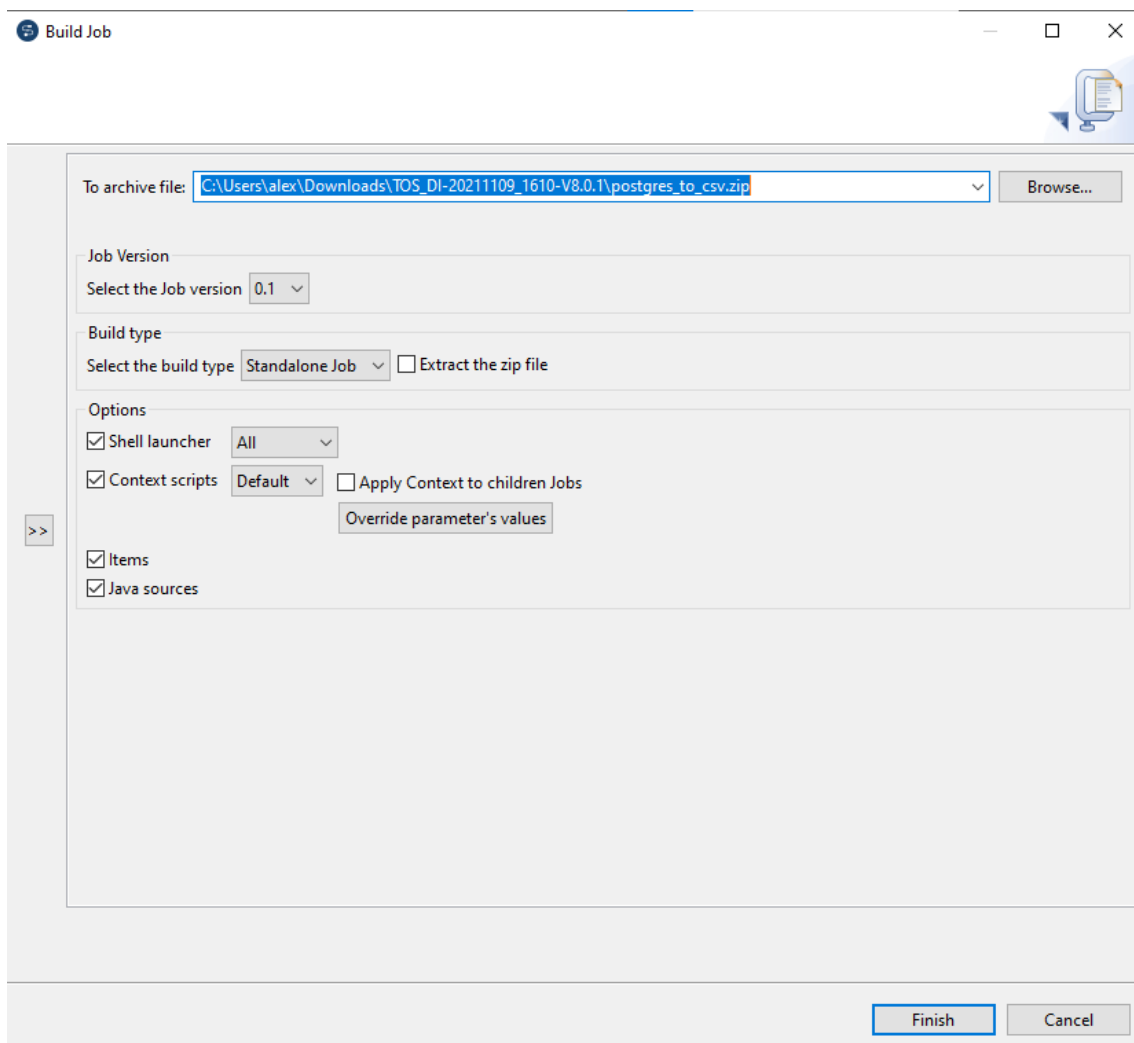 Build Job
To archive file: C:\Users\alex\Downloads\TOS_DI-20211109_1610-V8.0.1\postgres_to_csv.zip Browse...
Job Version
Select the Job version 0.1
Build type
Select the build type Standalone Job Extract the zip file
Options
Shell launcher All
Context scripts Default Apply Context to children Jobs
Override parameter's values
>>
Items
Java sources
Finish Cancel